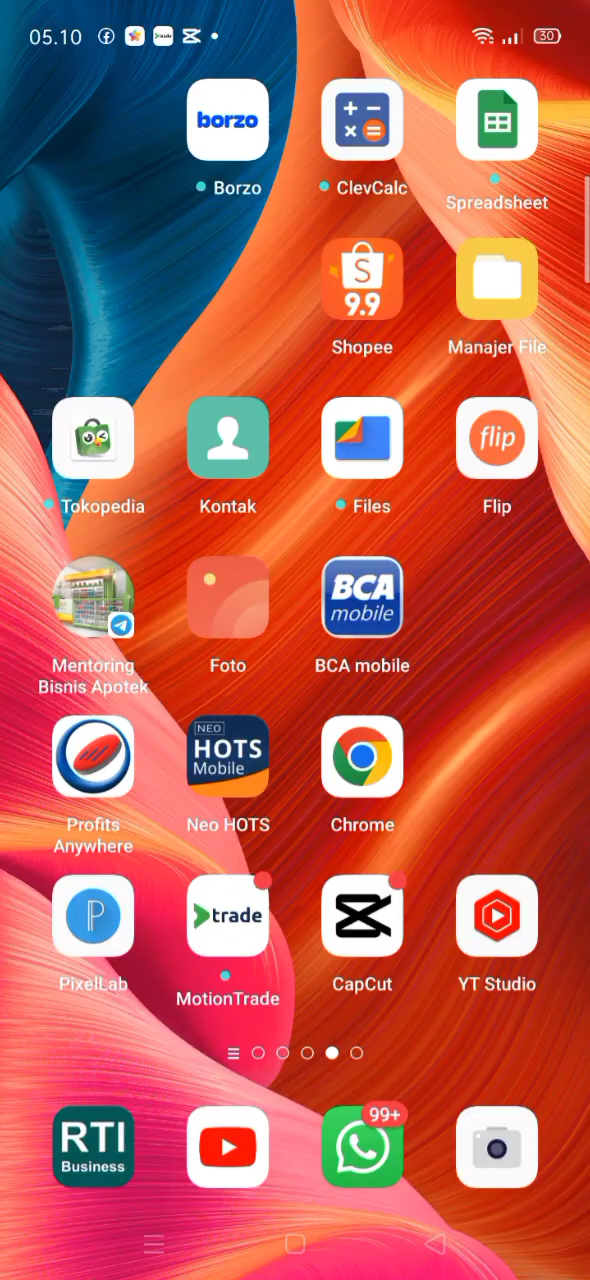 05.10
trade
30
borzo
Borzo
ClevCalc
Spreadsheet
S
9.9
Shopee
Manajer File
Tokopedia
Kontak
Files
flip
Flip
Mentoring
Bisnis Apotek
Foto
BCA
mobile
BCA mobile
Profits
Anywhere
NEO
HOTS
Mobile
Neo HOTS
Chrome
P
PixelLab
trade
MotionTrade
CapCut
YT Studio
RTI
Business
99+